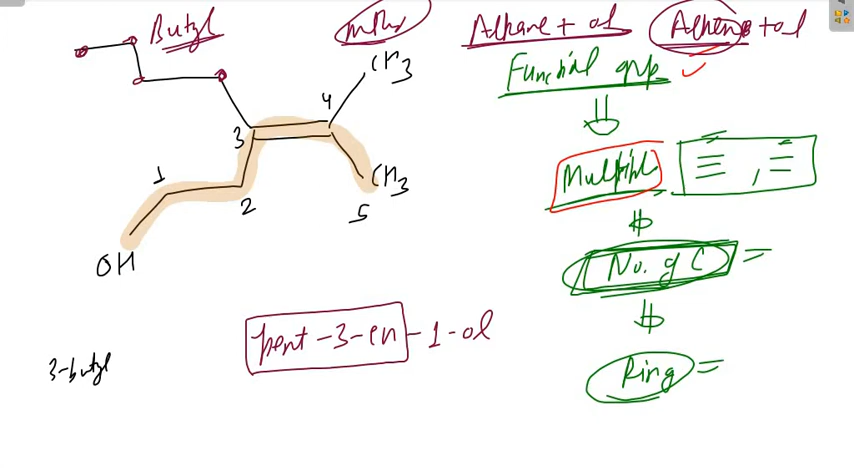 Butyl
Alkane + ol
Alkene + ol
CH3
Functional grp ✓
4
3
1
CH3
2
5
Multiple
≡ , =
OH
No. of C =
pent-3-en-1-ol
3-butyl
Ring =